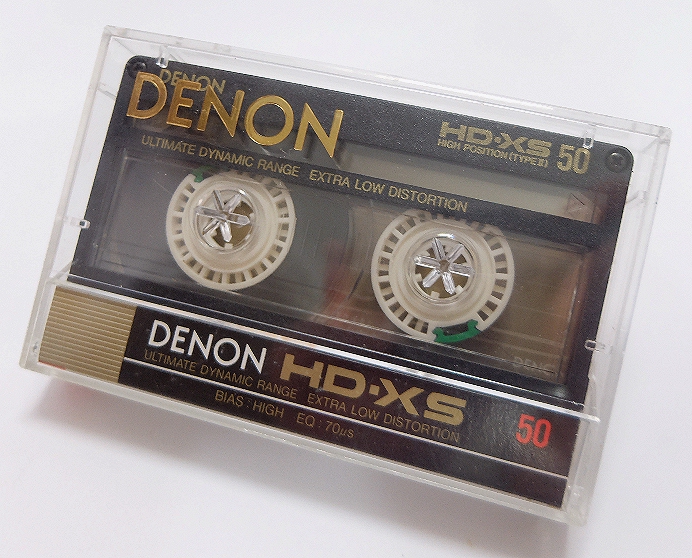 DENON
DENON
HD·XS 50
HIGH POSITION (TYPE II)
ULTIMATE DYNAMIC RANGE EXTRA LOW DISTORTION
DENON HD·XS 50
ULTIMATE DYNAMIC RANGE EXTRA LOW DISTORTION
BIAS : HIGH EQ : 70µs